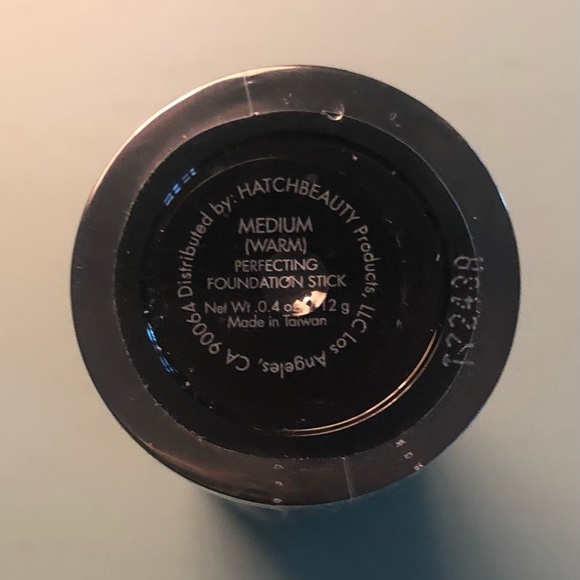 Distributed by: HATCHBEAUTY Products, LLC Los Angeles, CA 90064
MEDIUM
(WARM)
PERFECTING
FOUNDATION STICK
Net Wt .0.4 12 g
Made in Taiwan